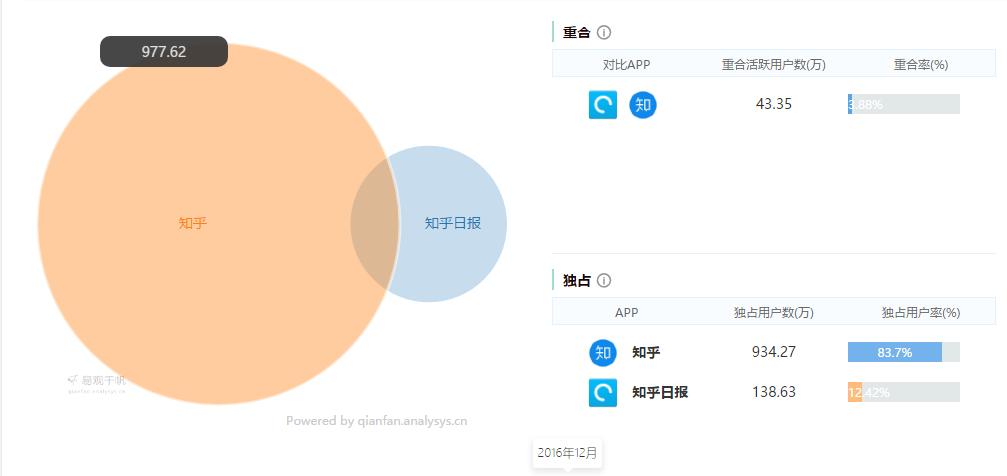 977.62
知乎
知乎日报
易观千帆
qianfan.analysys.cn
Powered by qianfan.analysys.cn
重合
对比APP 重合活跃用户数(万) 重合率(%)
知 43.35 3.88%
独占
APP 独占用户数(万) 独占用户率(%)
知 知乎 934.27 83.7%
知乎日报 138.63 12.42%
2016年12月